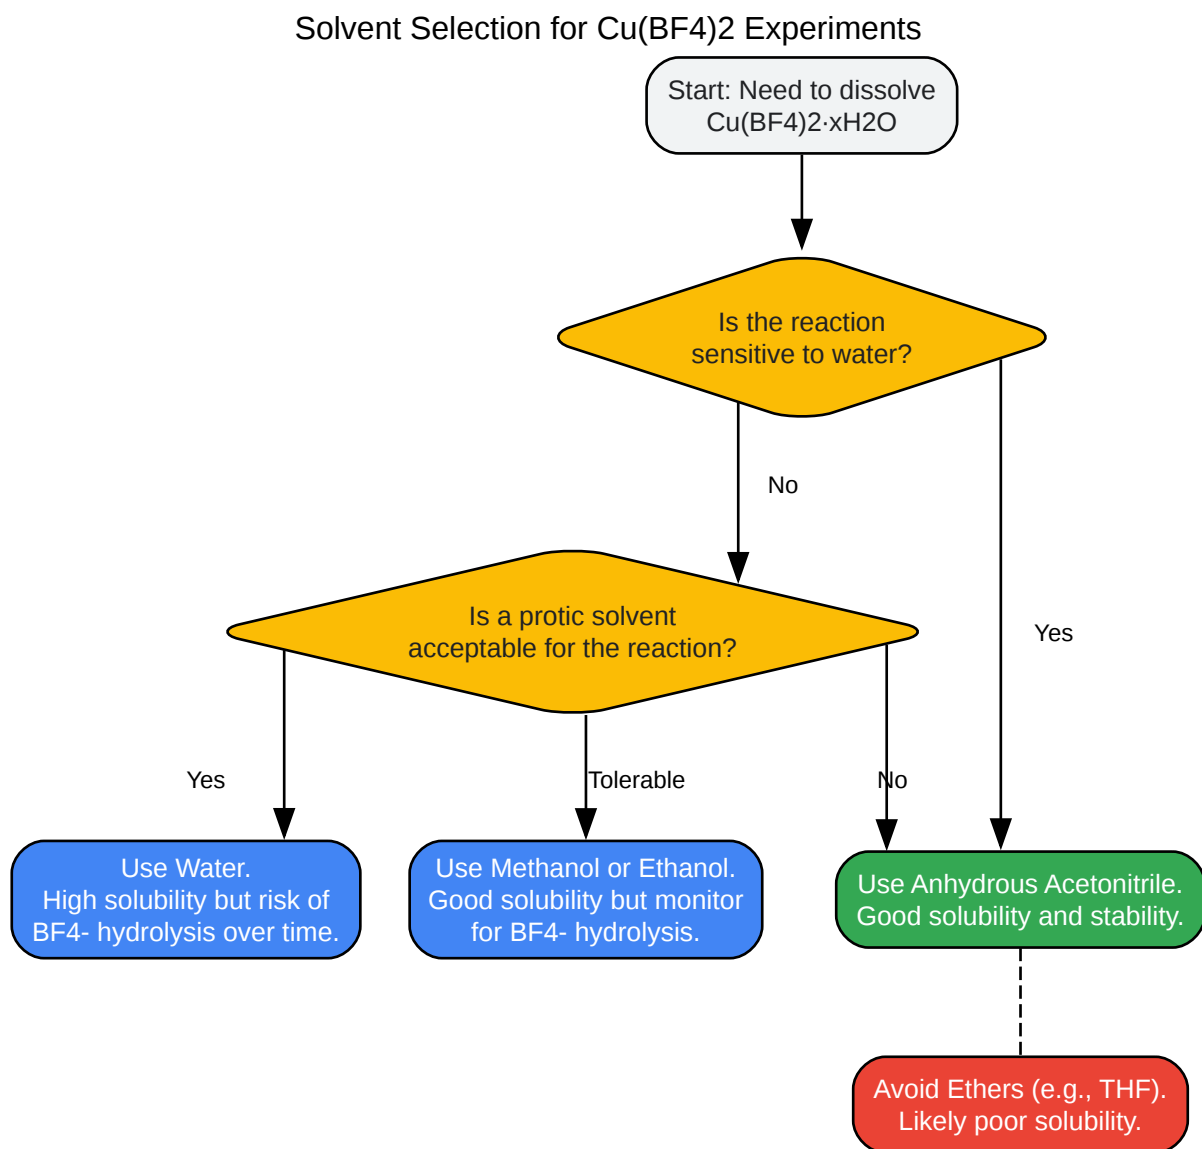 Solvent Selection for Cu(BF4)2 Experiments
Start: Need to dissolve
Cu(BF4)2·xH2O
Is the reaction
sensitive to water?
No
Yes
Is a protic solvent
acceptable for the reaction?
Yes
Tolerable
No
Use Water.
High solubility but risk of
BF4- hydrolysis over time.
Use Methanol or Ethanol.
Good solubility but monitor
for BF4- hydrolysis.
Use Anhydrous Acetonitrile.
Good solubility and stability.
Avoid Ethers (e.g., THF).
Likely poor solubility.